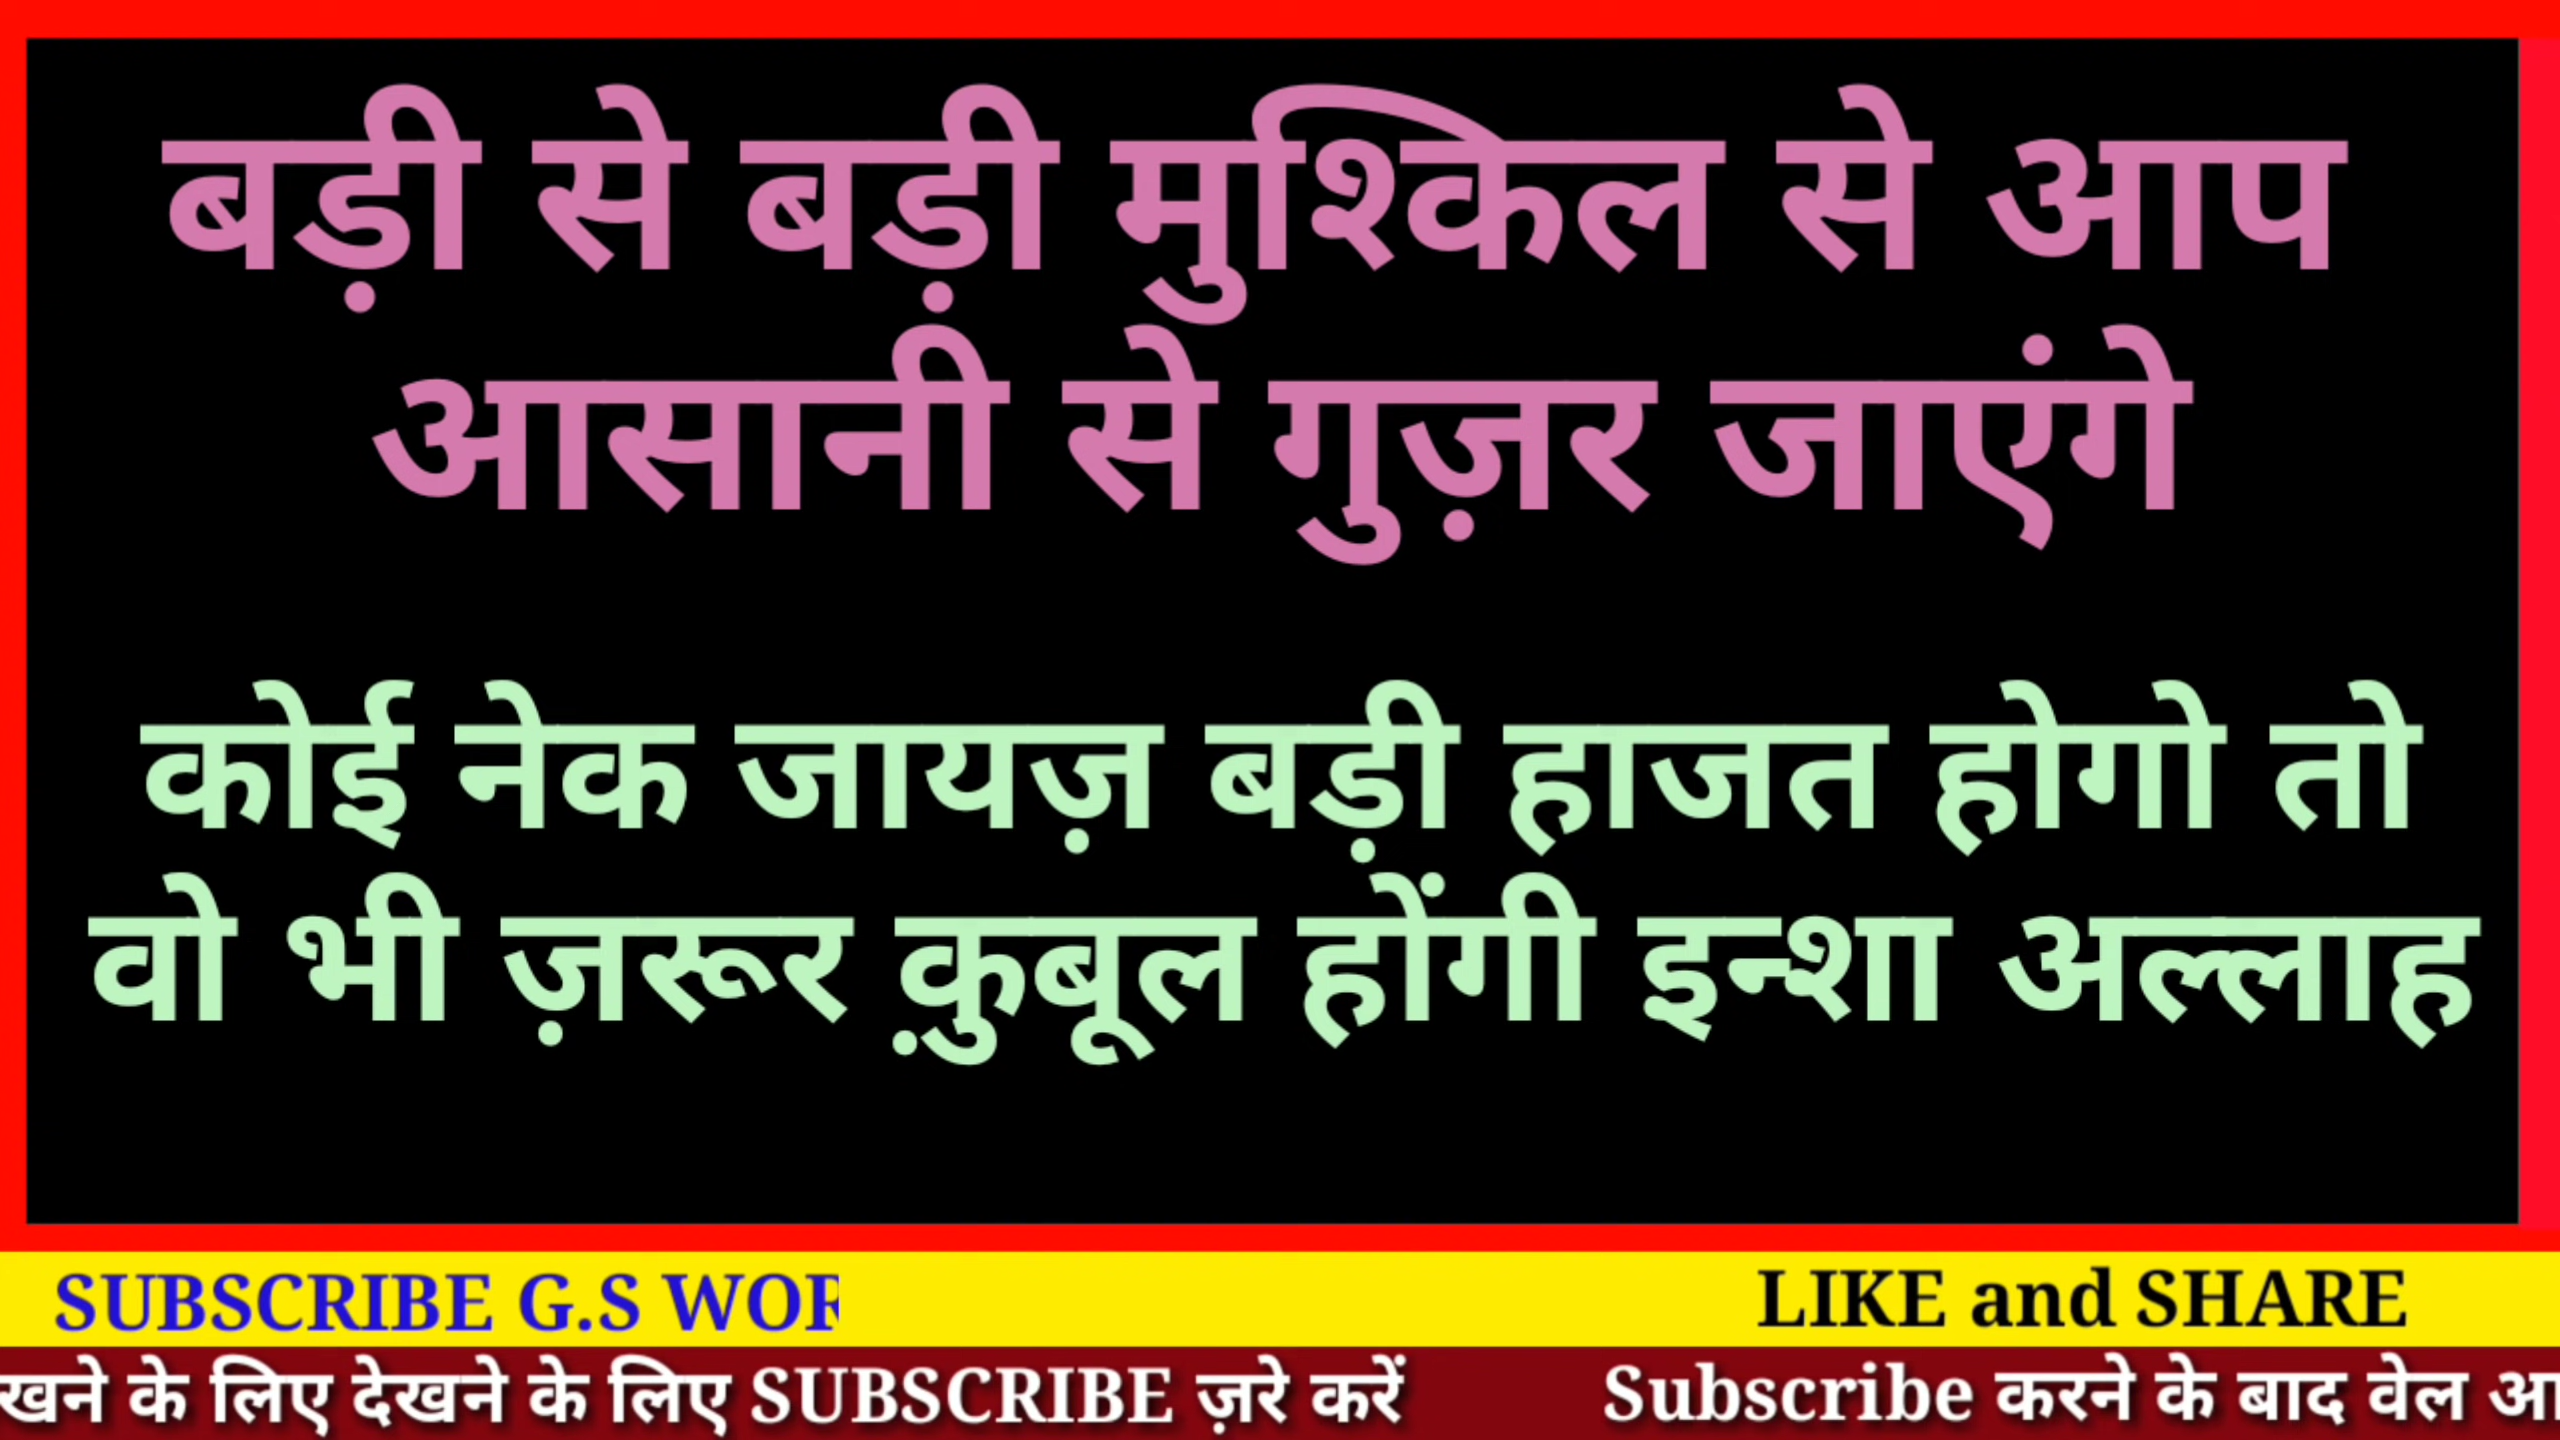 बड़ी से बड़ी मुश्किल से आप
आसानी से गुज़र जाएंगे
कोई नेक जायज़ बड़ी हाजत होगो तो
वो भी ज़रूर क़ुबूल होंगी इन्शा अल्लाह
SUBSCRIBE G.S
LIKE and SHARE
के लिए देखने के लिए SUBSCRIBE ज़रे करें
Subscribe करने के बाद वेल